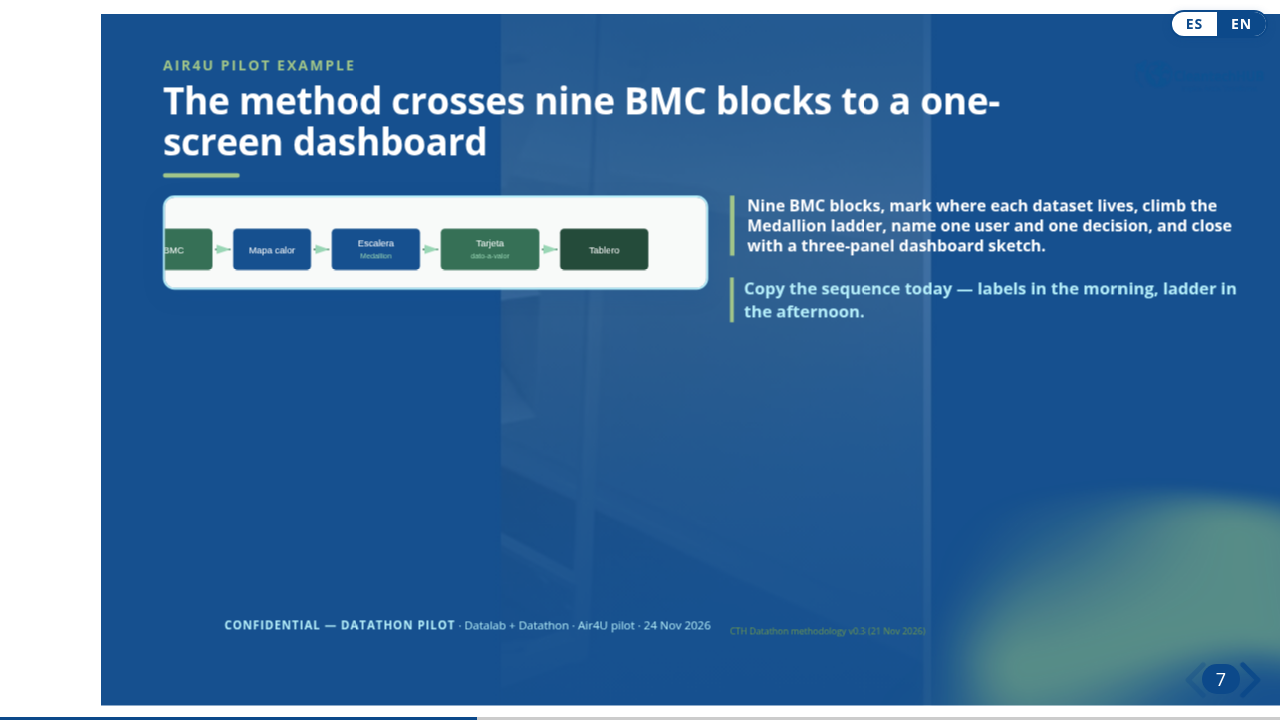 ES EN
AIR4U PILOT EXAMPLE
The method crosses nine BMC blocks to a one-
screen dashboard
BMC
Mapa calor
Escalera
Medallion
Tarjeta
dato-a-valor
Tablero
Nine BMC blocks, mark where each dataset lives, climb the
Medallion ladder, name one user and one decision, and close
with a three-panel dashboard sketch.
Copy the sequence today — labels in the morning, ladder in
the afternoon.
CONFIDENTIAL — DATATHON PILOT · Datalab + Datathon · Air4U pilot · 24 Nov 2026
CTH Datathon methodology v0.3 (21 Nov 2026)
7